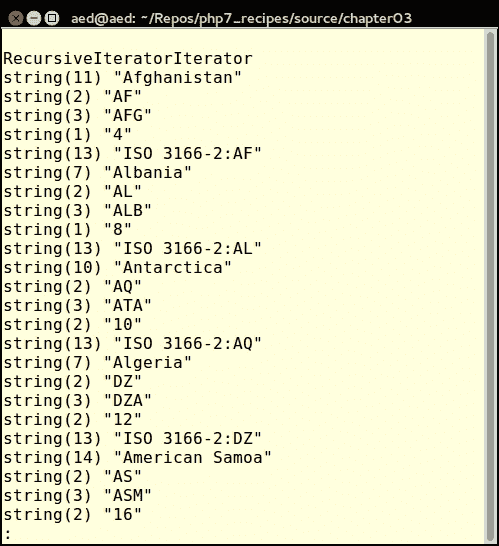 aed@aed: ~/Repos/php7_recipes/source/chapter03
RecursiveIteratorIterator
string(11) "Afghanistan"
string(2) "AF"
string(3) "AFG"
string(1) "4"
string(13) "ISO 3166-2:AF"
string(7) "Albania"
string(2) "AL"
string(3) "ALB"
string(1) "8"
string(13) "ISO 3166-2:AL"
string(10) "Antarctica"
string(2) "AQ"
string(3) "ATA"
string(2) "10"
string(13) "ISO 3166-2:AQ"
string(7) "Algeria"
string(2) "DZ"
string(3) "DZA"
string(2) "12"
string(13) "ISO 3166-2:DZ"
string(14) "American Samoa"
string(2) "AS"
string(3) "ASM"
string(2) "16"
: